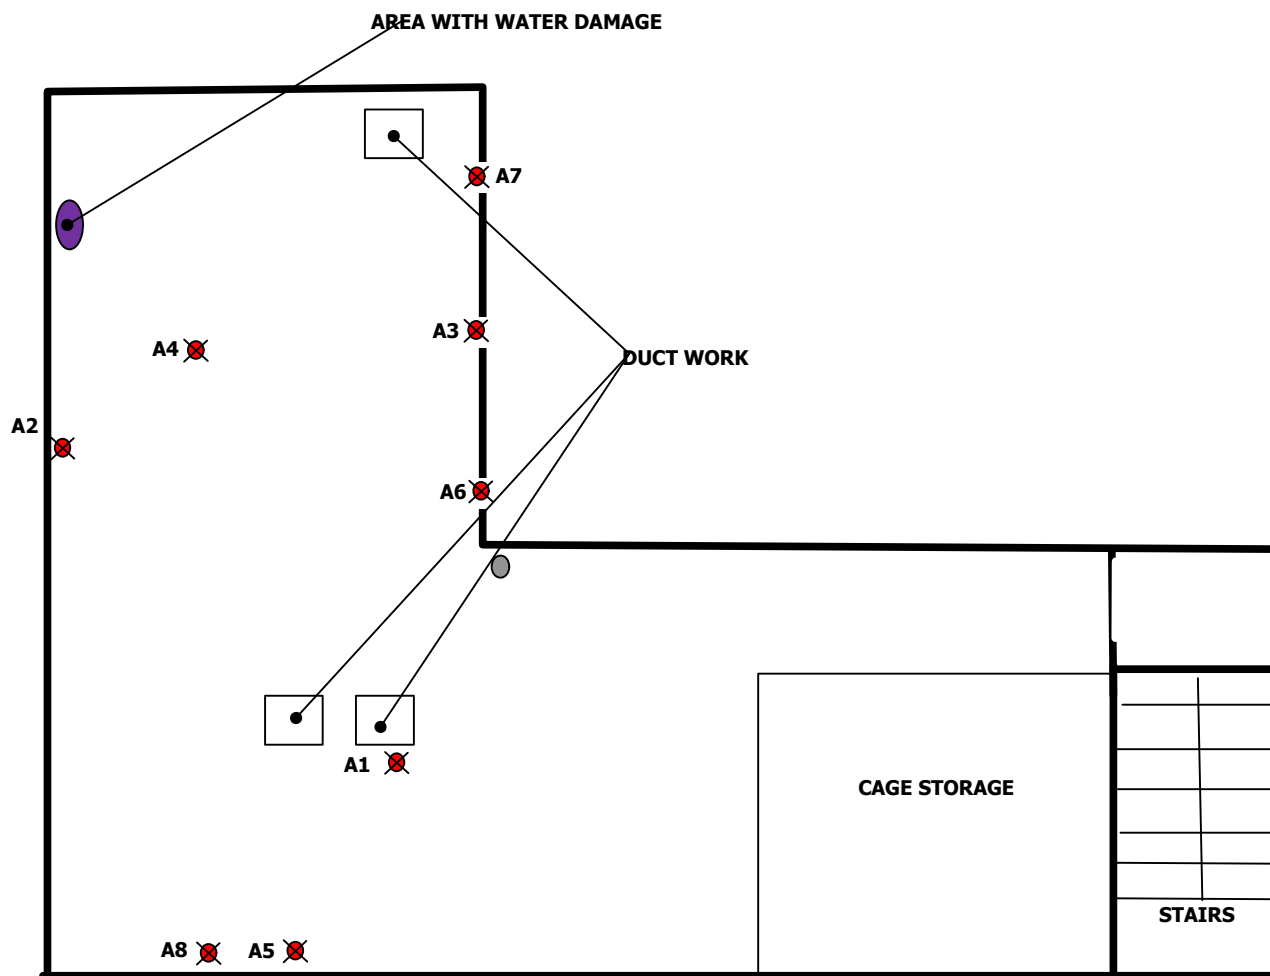 AREA WITH WATER DAMAGE
A7
A3
A4
DUCT WORK
A2
A6
A1
CAGE STORAGE
STAIRS
A8
A5